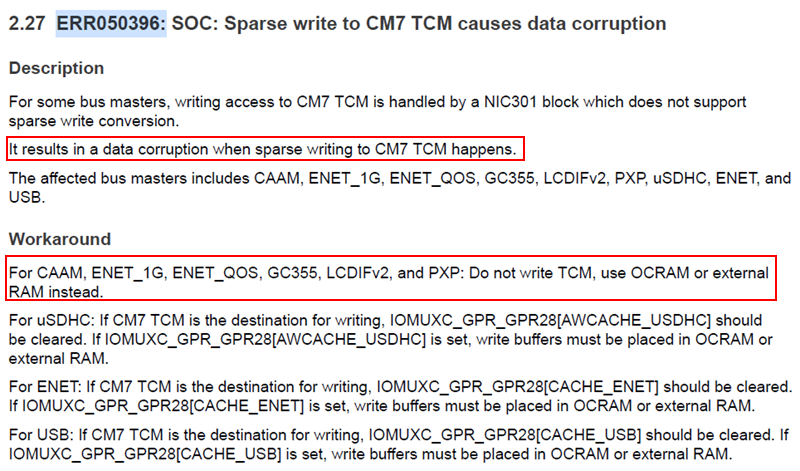 2.27 ERR050396: SOC: Sparse write to CM7 TCM causes data corruption
Description
For some bus masters, writing access to CM7 TCM is handled by a NIC301 block which does not support
sparse write conversion.
It results in a data corruption when sparse writing to CM7 TCM happens.
The affected bus masters includes CAAM, ENET_1G, ENET_QOS, GC355, LCDIFv2, PXP, uSDHC, ENET, and
USB.
Workaround
For CAAM, ENET_1G, ENET_QOS, GC355, LCDIFv2, and PXP: Do not write TCM, use OCRAM or external
RAM instead.
For uSDHC: If CM7 TCM is the destination for writing, IOMUXC_GPR_GPR28[AWCACHE_USDHC] should
be cleared. If IOMUXC_GPR_GPR28[AWCACHE_USDHC] is set, write buffers must be placed in OCRAM or
external RAM.
For ENET: If CM7 TCM is the destination for writing, IOMUXC_GPR_GPR28[CACHE_ENET] should be cleared.
If IOMUXC_GPR_GPR28[CACHE_ENET] is set, write buffers must be placed in OCRAM or external RAM.
For USB: If CM7 TCM is the destination for writing, IOMUXC_GPR_GPR28[CACHE_USB] should be cleared. If
IOMUXC_GPR_GPR28[CACHE_USB] is set, write buffers must be placed in OCRAM or external RAM.